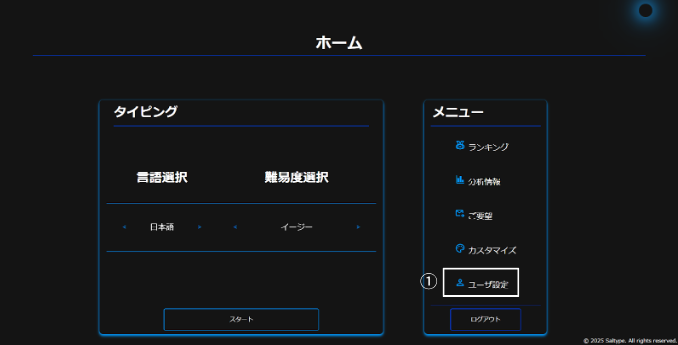 ホーム
タイピング
言語選択 難易度選択
日本語 イージー
スタート
メニュー
ランキング
分析情報
ご要望
カスタマイズ
① ユーザ設定
ログアウト
© 2025 Saltype. All rights reserved.